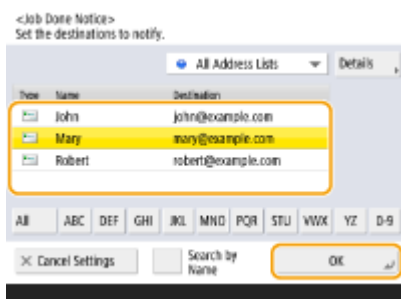 <Job Done Notice>
Set the destinations to notify.
All Address Lists
Details
Type Name Destination
John john@example.com
Mary mary@example.com
Robert robert@example.com
All ABC DEF GHI JKL MNO PQR STU VWX YZ 0-9
× Cancel Settings
Search by
Name
OK